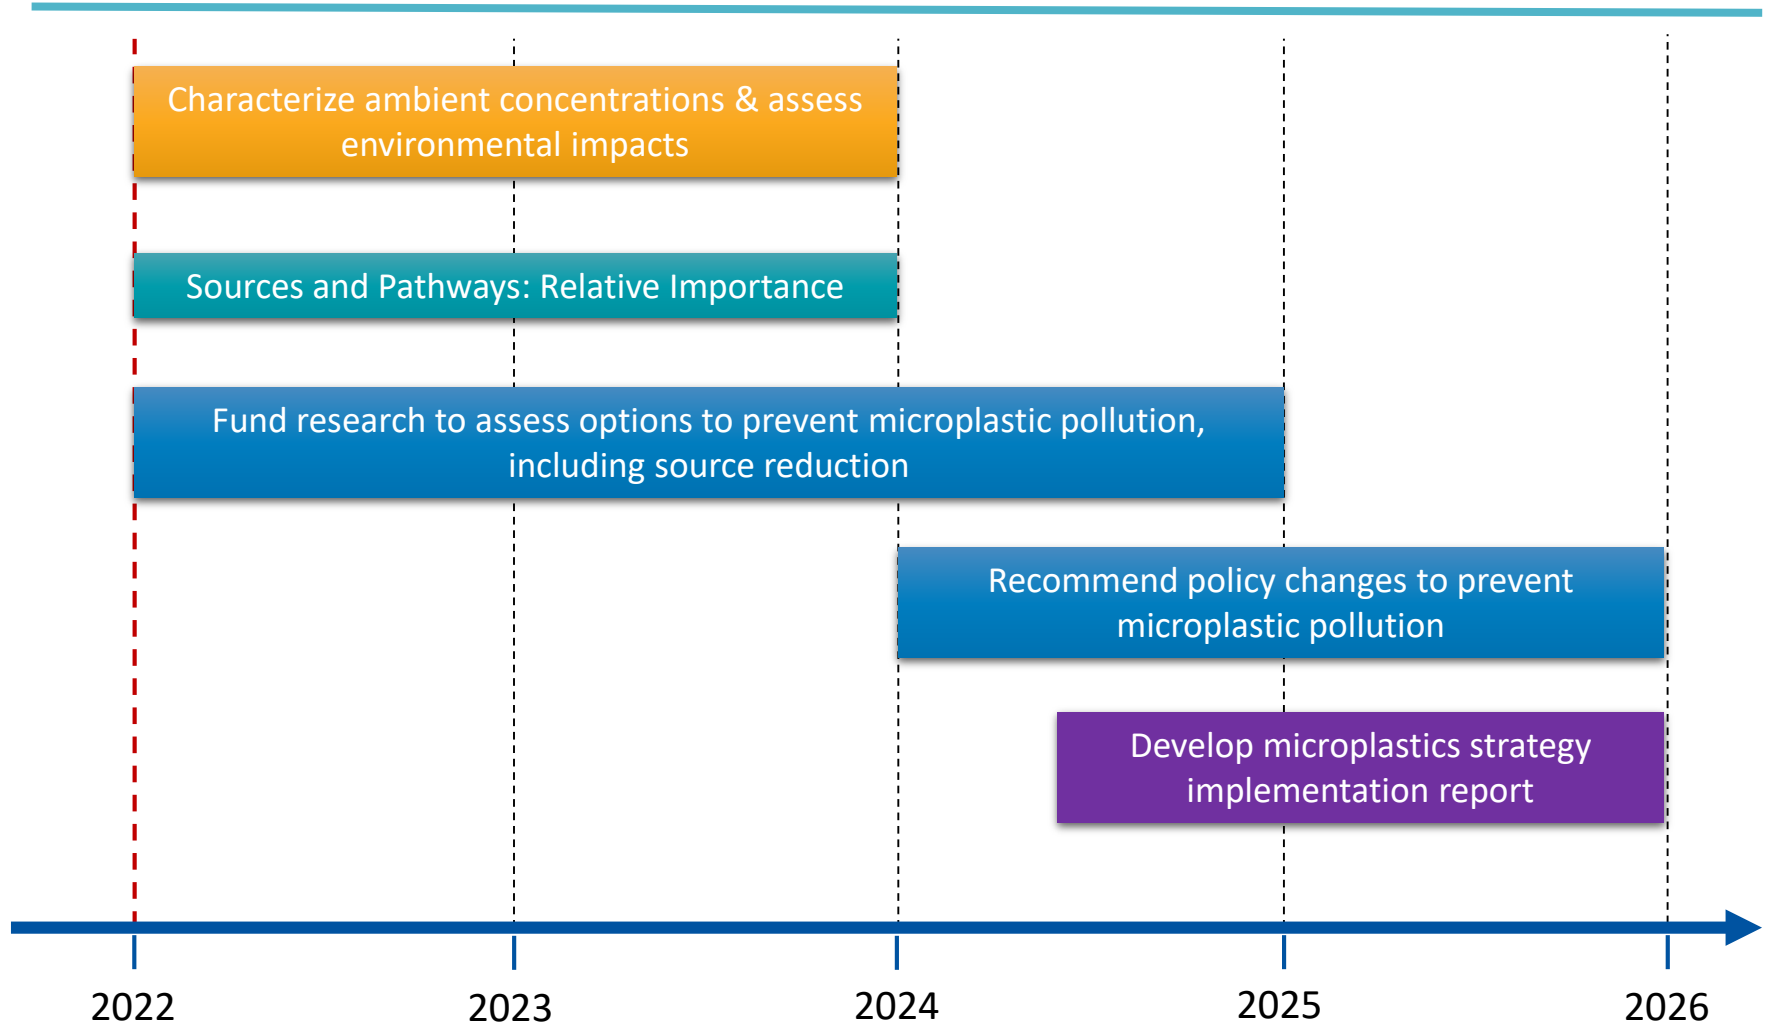 Characterize ambient concentrations & assess
environmental impacts
Sources and Pathways: Relative Importance
Fund research to assess options to prevent microplastic pollution,
including source reduction
Recommend policy changes to prevent
microplastic pollution
Develop microplastics strategy
implementation report
2022 2023 2024 2025 2026